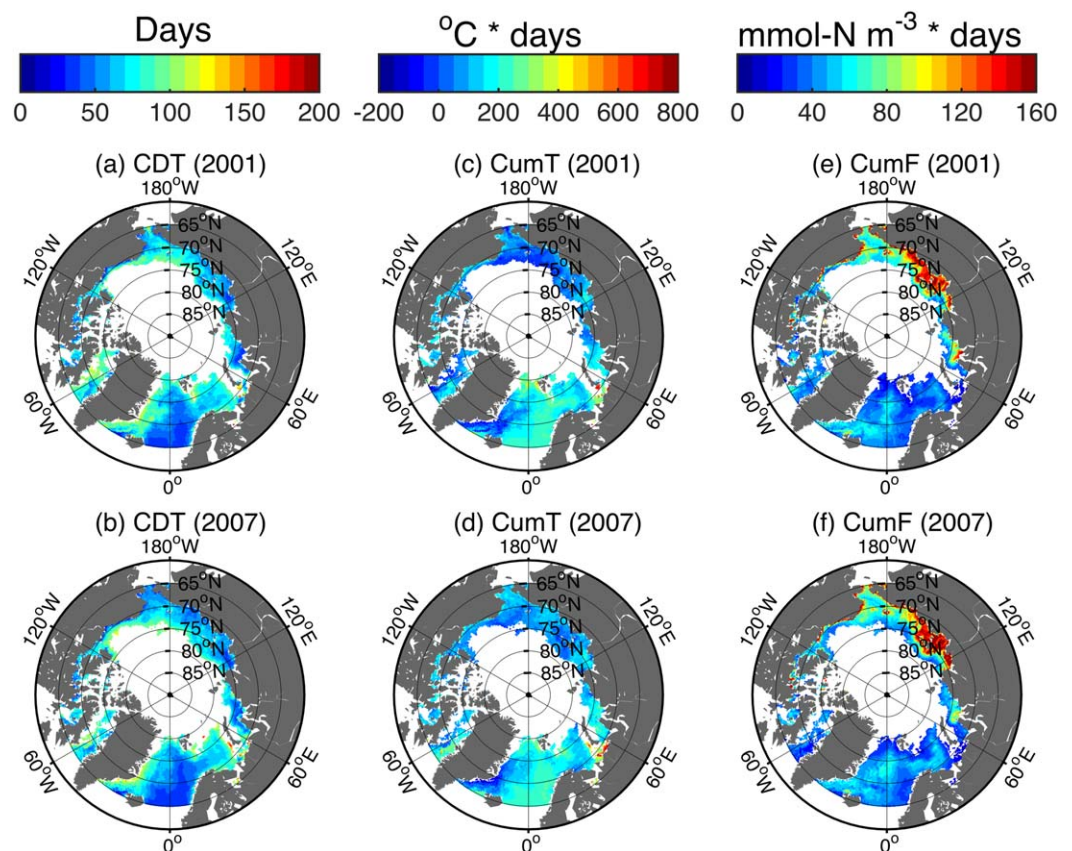 Days
°C * days
mmol-N m⁻³ * days
0 50 100 150 200
-200 0 200 400 600 800
0 40 80 120 160
(a) CDT (2001)
(c) CumT (2001)
(e) CumF (2001)
180°W
180°W
180°W
120°W 65°N 70°N 75°N 80°N 85°N 120°E
120°W 65°N 70°N 75°N 80°N 85°N 120°E
120°W 65°N 70°N 75°N 80°N 85°N 120°E
60°W 60°E
60°W 60°E
60°W 60°E
0°
0°
0°
(b) CDT (2007)
(d) CumT (2007)
(f) CumF (2007)
180°W
180°W
180°W
120°W 65°N 70°N 75°N 80°N 85°N 120°E
120°W 65°N 70°N 75°N 80°N 85°N 120°E
120°W 65°N 70°N 75°N 80°N 85°N 120°E
60°W 60°E
60°W 60°E
60°W 60°E
0°
0°
0°